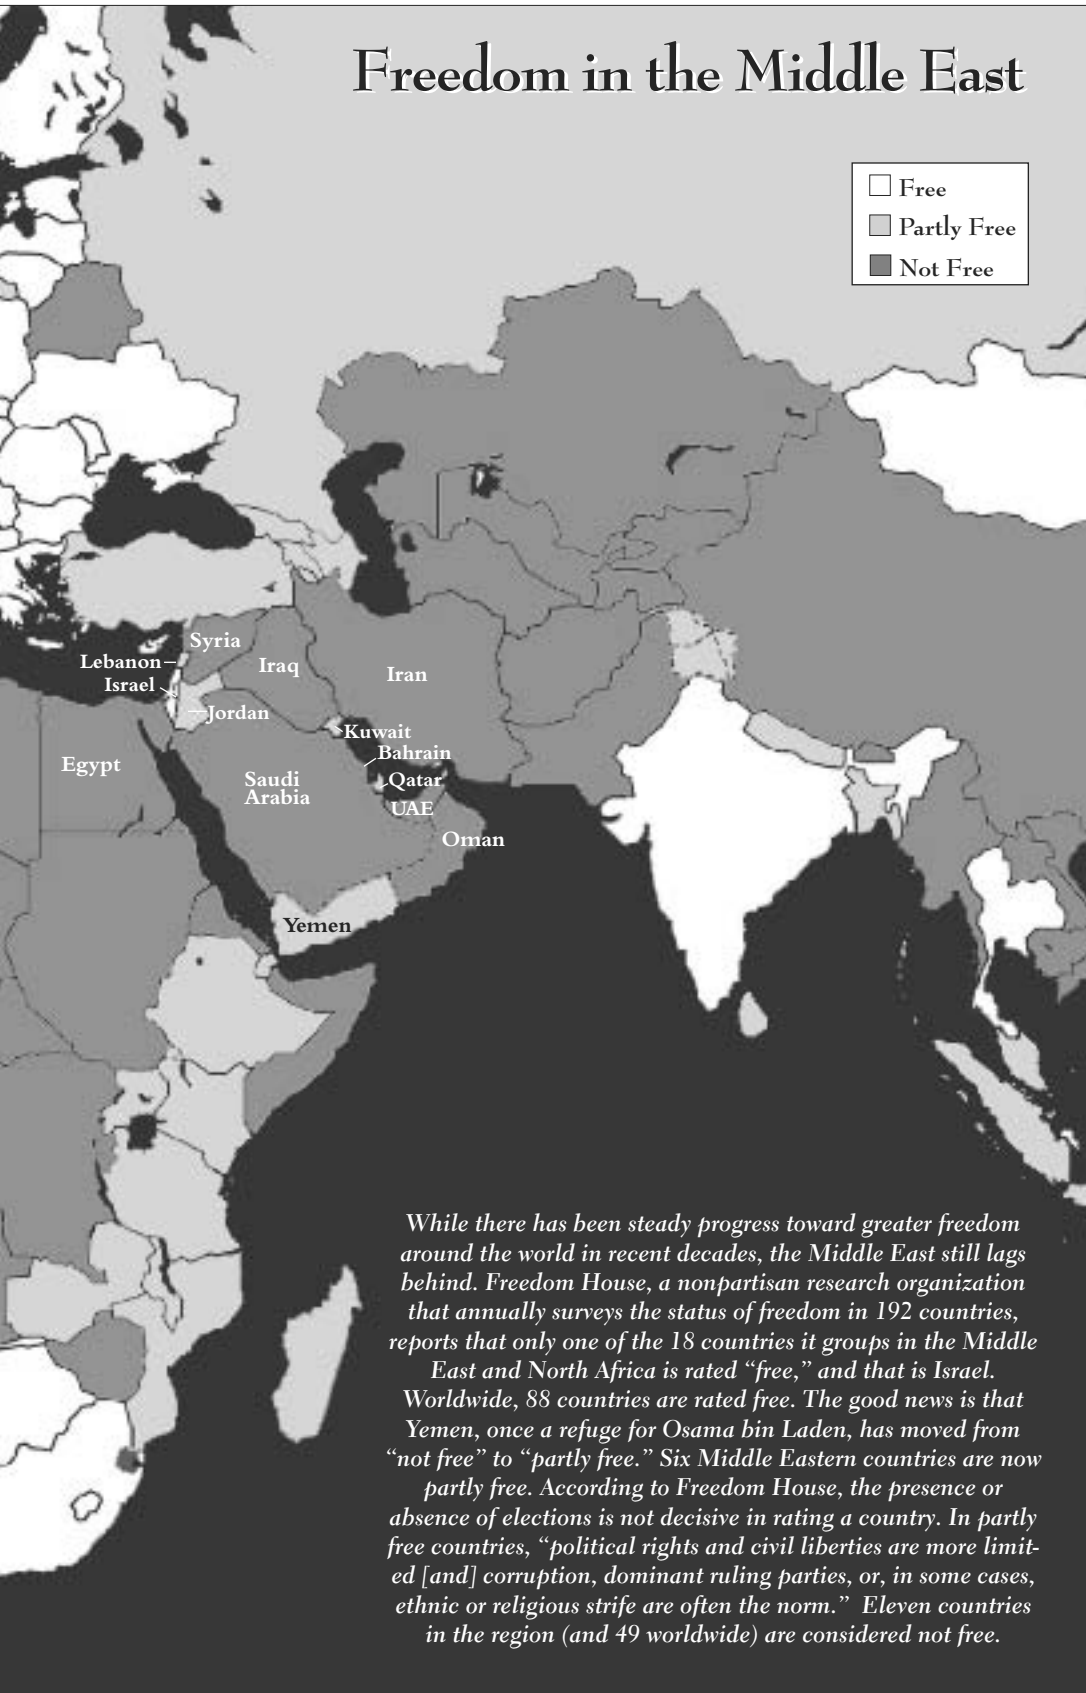 Freedom in the Middle East
Free
Partly Free
Not Free
Syria
Lebanon
Iraq
Iran
Israel
Jordan
Kuwait
Bahrain
Egypt
Saudi
Arabia
Qatar
UAE
Oman
Yemen
While there has been steady progress toward greater freedom
around the world in recent decades, the Middle East still lags
behind. Freedom House, a nonpartisan research organization
that annually surveys the status of freedom in 192 countries,
reports that only one of the 18 countries it groups in the Middle
East and North Africa is rated “free,” and that is Israel.
Worldwide, 88 countries are rated free. The good news is that
Yemen, once a refuge for Osama bin Laden, has moved from
“not free” to “partly free.” Six Middle Eastern countries are now
partly free. According to Freedom House, the presence or
absence of elections is not decisive in rating a country. In partly
free countries, “political rights and civil liberties are more limit-
ed [and] corruption, dominant ruling parties, or, in some cases,
ethnic or religious strife are often the norm.” Eleven countries
in the region (and 49 worldwide) are considered not free.